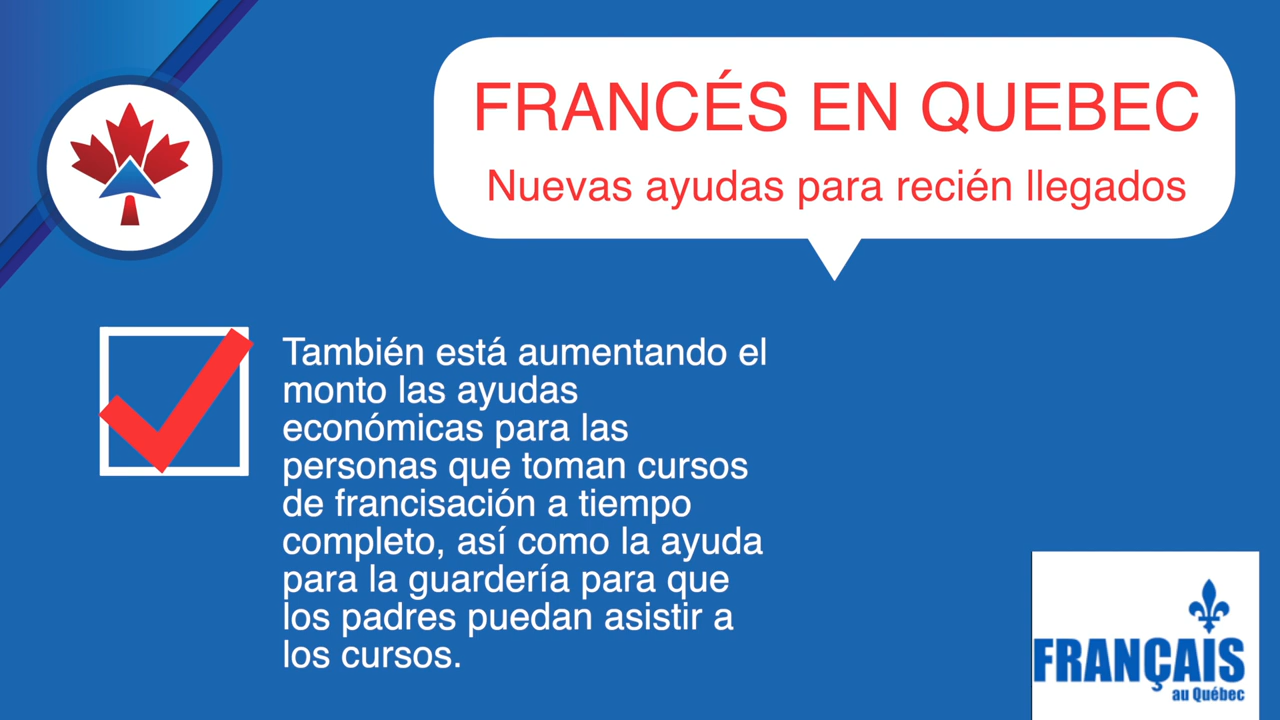 FRANCÉS EN QUEBEC
Nuevas ayudas para recién llegados
También está aumentando el
monto las ayudas
económicas para las
personas que toman cursos
de francisación a tiempo
completo, así como la ayuda
para la guardería para que
los padres puedan asistir a
los cursos.
FRANÇAIS
au Québec